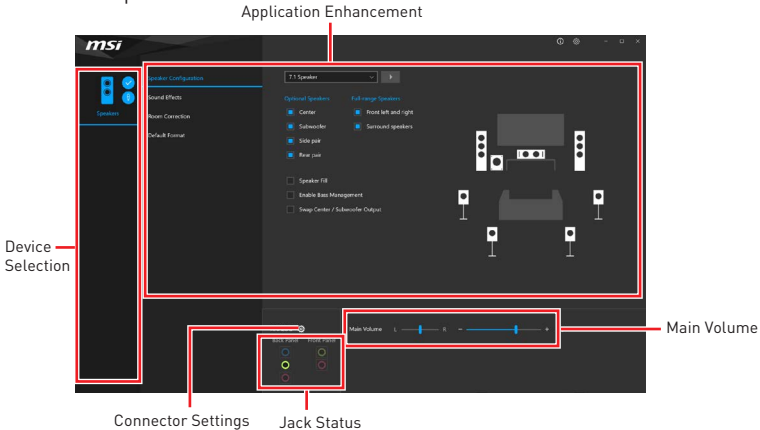 Application Enhancement
msi
Speaker Configuration
Sound Effects
Room Correction
Default Format
Speakers
7.1 Speaker
Optional Speakers
Full-range Speakers
Center
Front left and right
Subwoofer
Surround speakers
Side pair
Rear pair
Speaker Fill
Enable Bass Management
Swap Center / Subwoofer Output
Device
Selection
Main Volume L R - +
Back Panel
Front Panel
Main Volume
Connector Settings
Jack Status